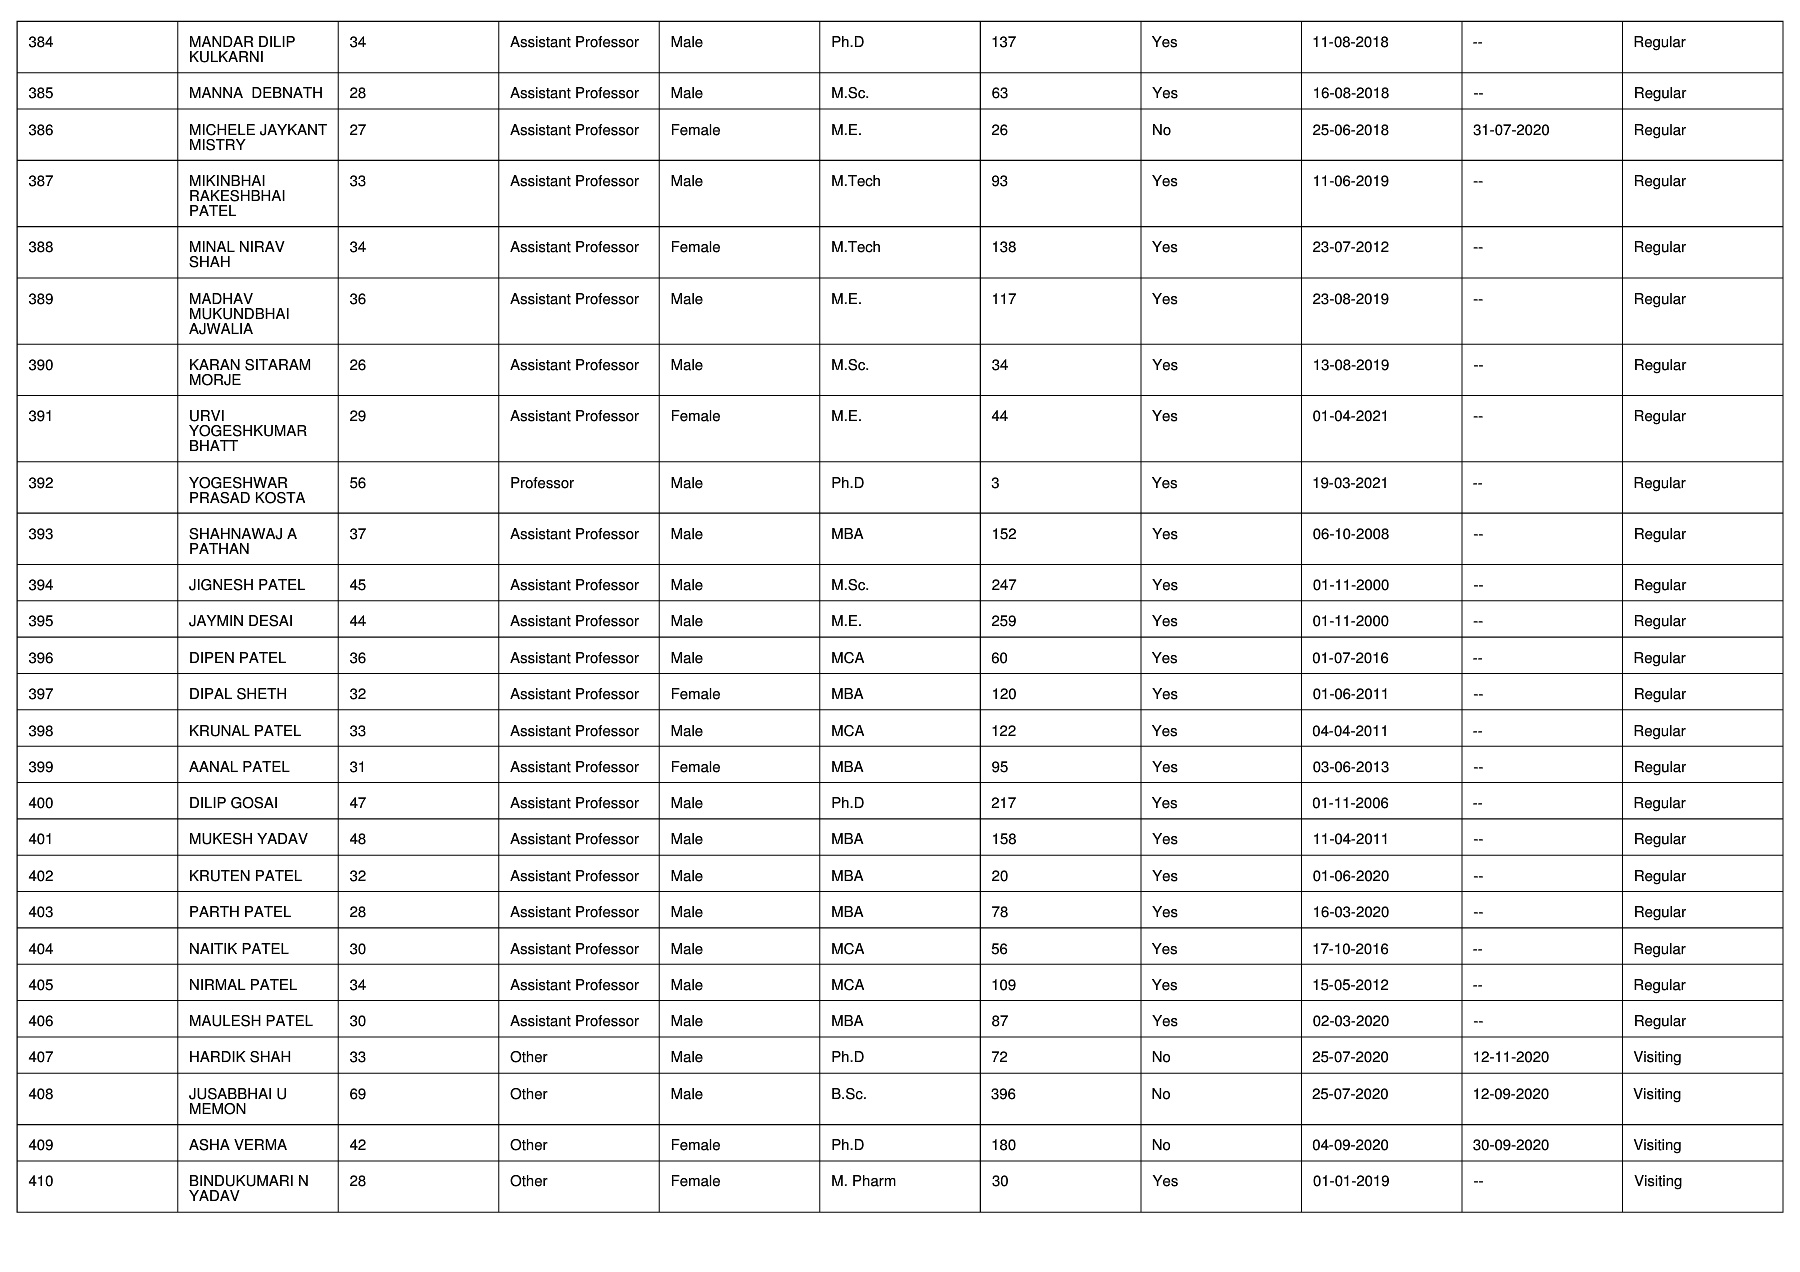 384 MANDAR DILIP 34 Assistant Professor Male Ph.D 137 Yes 11-08-2018 -- Regular
KULKARNI
385 MANNA DEBNATH 28 Assistant Professor Male M.Sc. 63 Yes 16-08-2018 -- Regular
386 MICHELE JAYKANT 27 Assistant Professor Female M.E. 26 No 25-06-2018 31-07-2020 Regular
MISTRY
387 MIKINBHAI 33 Assistant Professor Male M.Tech 93 Yes 11-06-2019 -- Regular
RAKESHBHAI
PATEL
388 MINAL NIRAV 34 Assistant Professor Female M.Tech 138 Yes 23-07-2012 -- Regular
SHAH
389 MADHAV 36 Assistant Professor Male M.E. 117 Yes 23-08-2019 -- Regular
MUKUNDBHAI
AJWALIA
390 KARAN SITARAM 26 Assistant Professor Male M.Sc. 34 Yes 13-08-2019 -- Regular
MORJE
391 URVI 29 Assistant Professor Female M.E. 44 Yes 01-04-2021 -- Regular
YOGESHKUMAR
BHATT
392 YOGESHWAR 56 Professor Male Ph.D 3 Yes 19-03-2021 -- Regular
PRASAD KOSTA
393 SHAHNAWAJ A 37 Assistant Professor Male MBA 152 Yes 06-10-2008 -- Regular
PATHAN
394 JIGNESH PATEL 45 Assistant Professor Male M.Sc. 247 Yes 01-11-2000 -- Regular
395 JAYMIN DESAI 44 Assistant Professor Male M.E. 259 Yes 01-11-2000 -- Regular
396 DIPEN PATEL 36 Assistant Professor Male MCA 60 Yes 01-07-2016 -- Regular
397 DIPAL SHETH 32 Assistant Professor Female MBA 120 Yes 01-06-2011 -- Regular
398 KRUNAL PATEL 33 Assistant Professor Male MCA 122 Yes 04-04-2011 -- Regular
399 AANAL PATEL 31 Assistant Professor Female MBA 95 Yes 03-06-2013 -- Regular
400 DILIP GOSAI 47 Assistant Professor Male Ph.D 217 Yes 01-11-2006 -- Regular
401 MUKESH YADAV 48 Assistant Professor Male MBA 158 Yes 11-04-2011 -- Regular
402 KRUTEN PATEL 32 Assistant Professor Male MBA 20 Yes 01-06-2020 -- Regular
403 PARTH PATEL 28 Assistant Professor Male MBA 78 Yes 16-03-2020 -- Regular
404 NAITIK PATEL 30 Assistant Professor Male MCA 56 Yes 17-10-2016 -- Regular
405 NIRMAL PATEL 34 Assistant Professor Male MCA 109 Yes 15-05-2012 -- Regular
406 MAULESH PATEL 30 Assistant Professor Male MBA 87 Yes 02-03-2020 -- Regular
407 HARDIK SHAH 33 Other Male Ph.D 72 No 25-07-2020 12-11-2020 Visiting
408 JUSABBHAI U 69 Other Male B.Sc. 396 No 25-07-2020 12-09-2020 Visiting
MEMON
409 ASHA VERMA 42 Other Female Ph.D 180 No 04-09-2020 30-09-2020 Visiting
410 BINDUKUMARI N 28 Other Female M. Pharm 30 Yes 01-01-2019 -- Visiting
YADAV